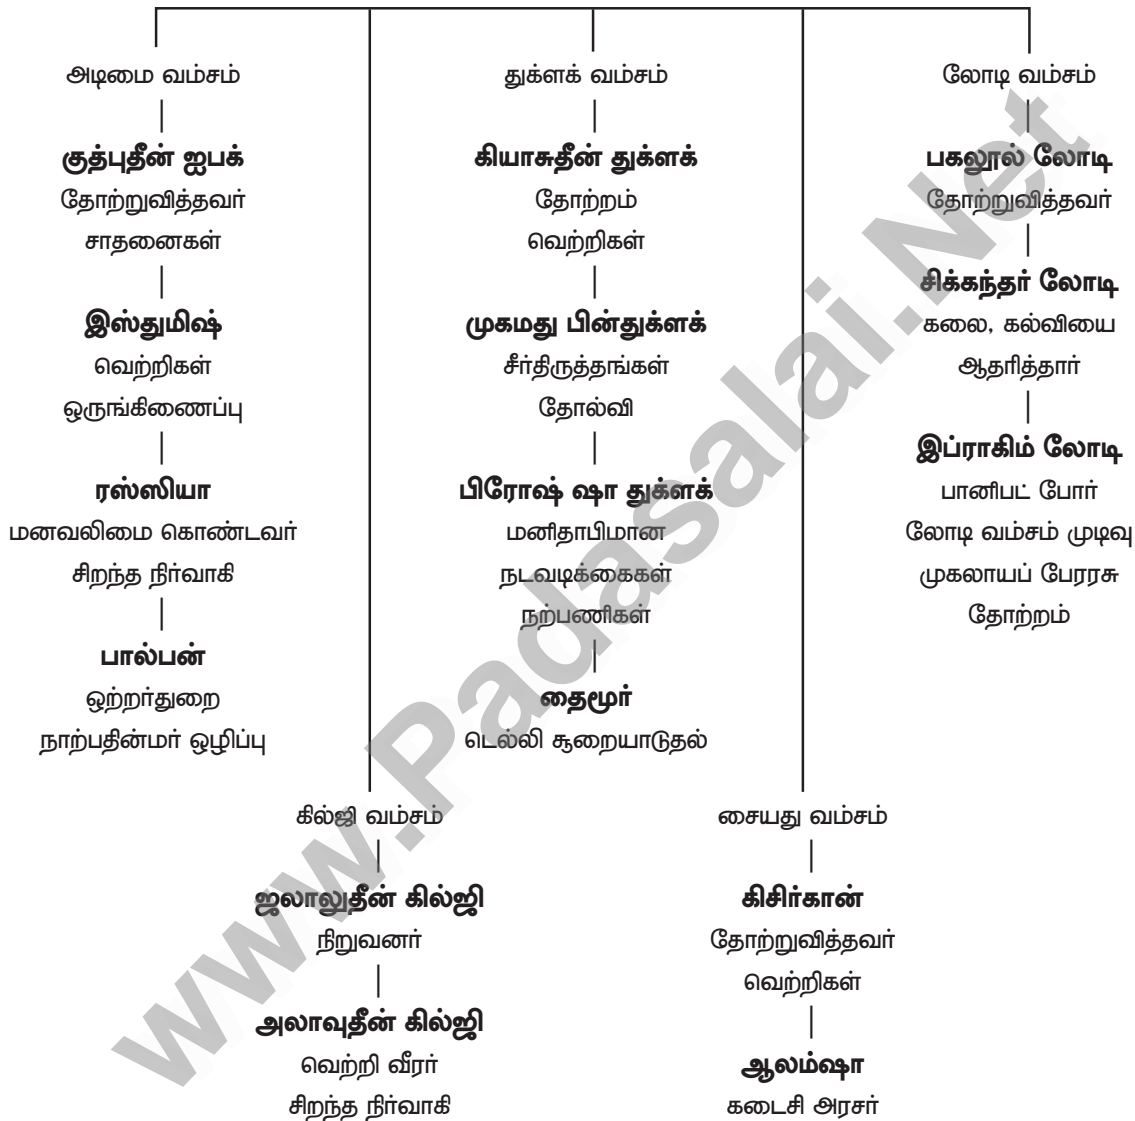 அடிமை வம்சம்
குத்புதீன் ஐபக்
தோற்றுவித்தவர்
சாதனைகள்
இஸ்துமிஷ்
வெற்றிகள்
ஒருங்கிணைப்பு
ரஸ்ஸியா
மனவலிமை கொண்டவர்
சிறந்த நிர்வாகி
பால்பன்
ஒற்றர்துறை
நாற்பதின்மர் ஒழிப்பு
கில்ஜி வம்சம்
ஜலாலுதீன் கில்ஜி
நிறுவனர்
அலாவுதீன் கில்ஜி
வெற்றி வீரர்
சிறந்த நிர்வாகி
துக்ளக் வம்சம்
கியாசுதீன் துக்ளக்
தோற்றம்
வெற்றிகள்
முகமது பின்துக்ளக்
சீர்திருத்தங்கள்
தோல்வி
பிரோஷ் ஷா துக்ளக்
மனிதாபிமான
நடவடிக்கைகள்
நற்பணிகள்
தைமூர்
டெல்லி சூறையாடுதல்
சையது வம்சம்
கிசிர்கான்
தோற்றுவித்தவர்
வெற்றிகள்
ஆலம்ஷா
கடைசி அரசர்
லோடி வம்சம்
பகலூல் லோடி
தோற்றுவித்தவர்
சிக்கந்தர் லோடி
கலை, கல்வியை
ஆதரித்தார்
இப்ராகிம் லோடி
பானிபட் போர்
லோடி வம்சம் முடிவு
முகலாயப் பேரரசு
தோற்றம்
www.Padasalai.Net